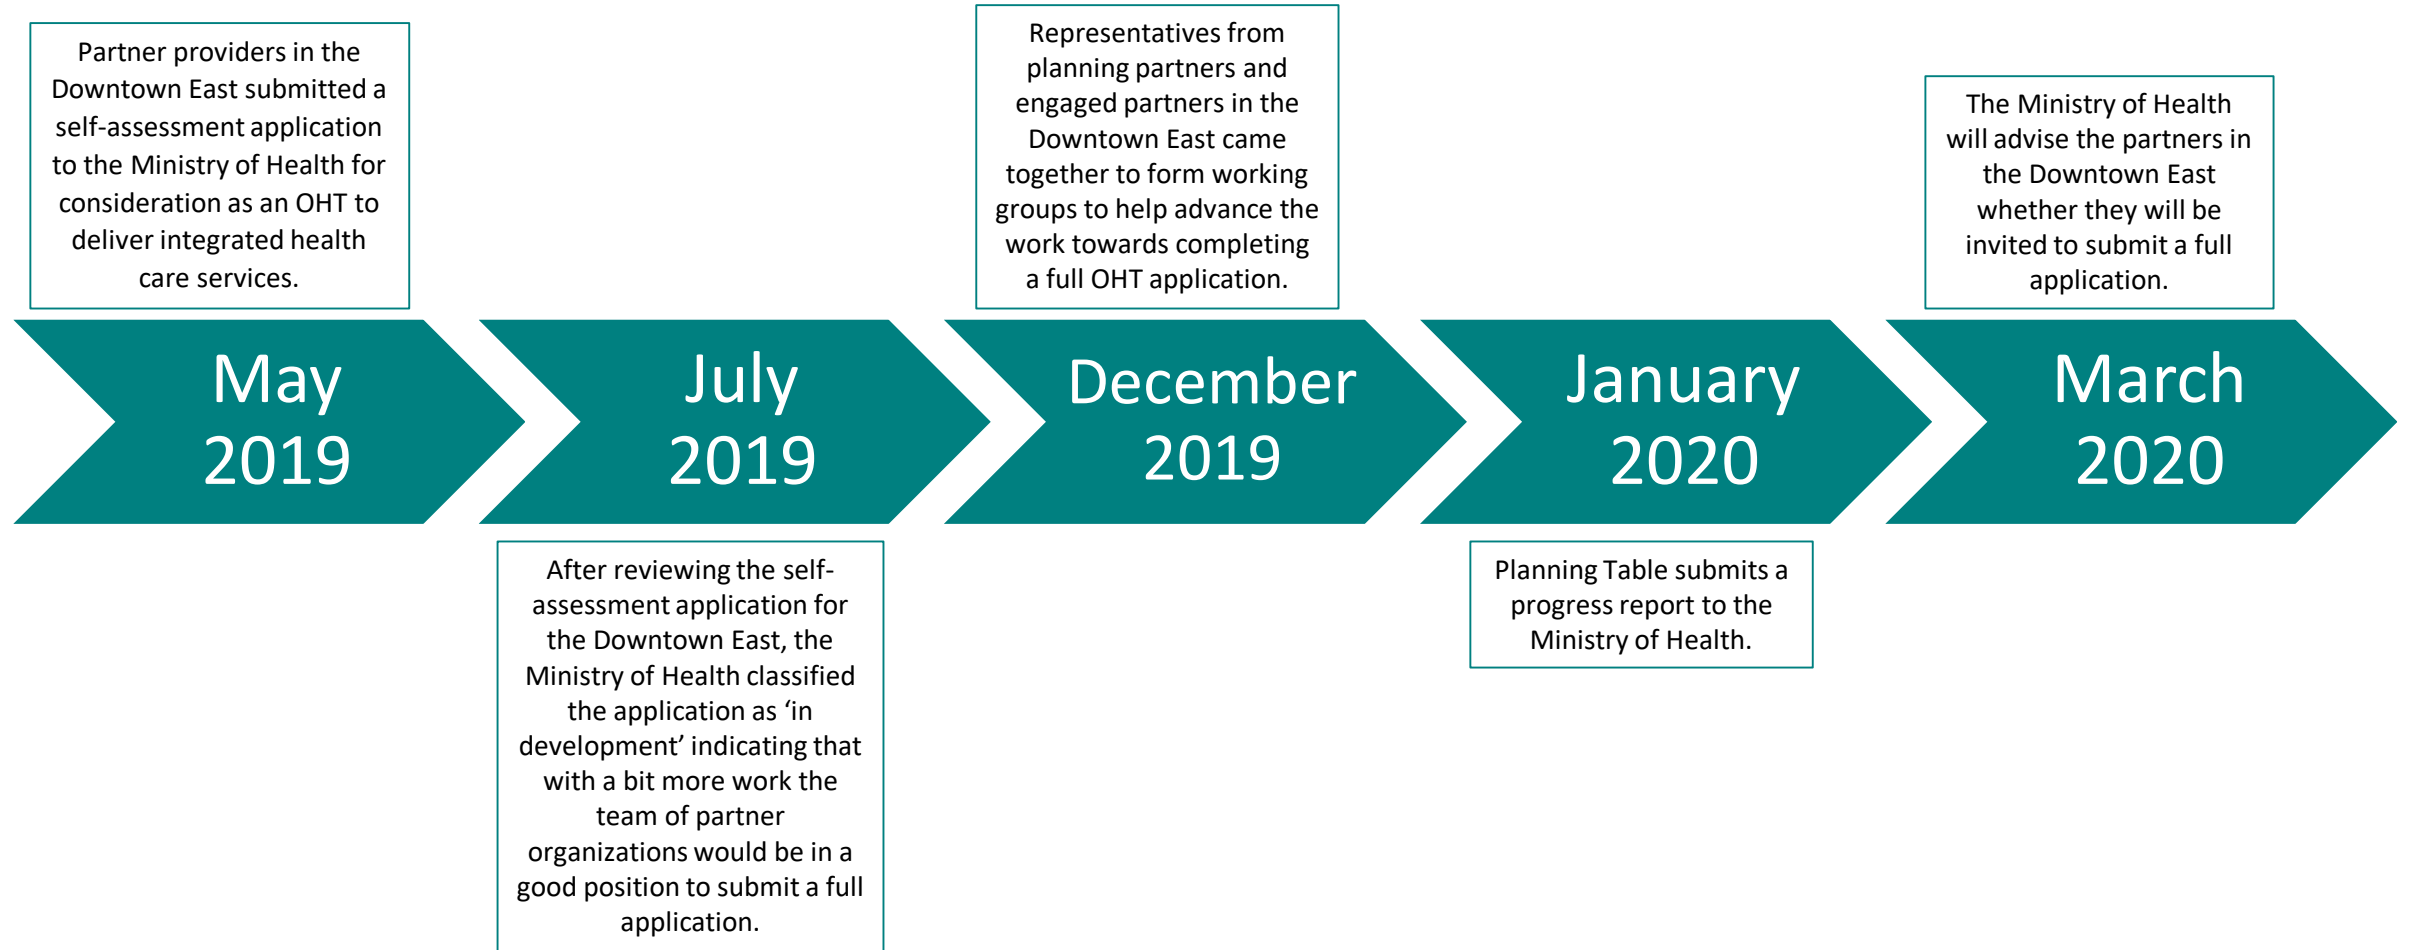 Partner providers in the
Downtown East submitted a
self-assessment application
to the Ministry of Health for
consideration as an OHT to
deliver integrated health
care services.
May
2019
July
2019
After reviewing the self-
assessment application for
the Downtown East, the
Ministry of Health classified
the application as ‘in
development’ indicating that
with a bit more work the
team of partner
organizations would be in a
good position to submit a full
application.
Representatives from
planning partners and
engaged partners in the
Downtown East came
together to form working
groups to help advance the
work towards completing
a full OHT application.
December
2019
January
2020
Planning Table submits a
progress report to the
Ministry of Health.
The Ministry of Health
will advise the partners in
the Downtown East
whether they will be
invited to submit a full
application.
March
2020